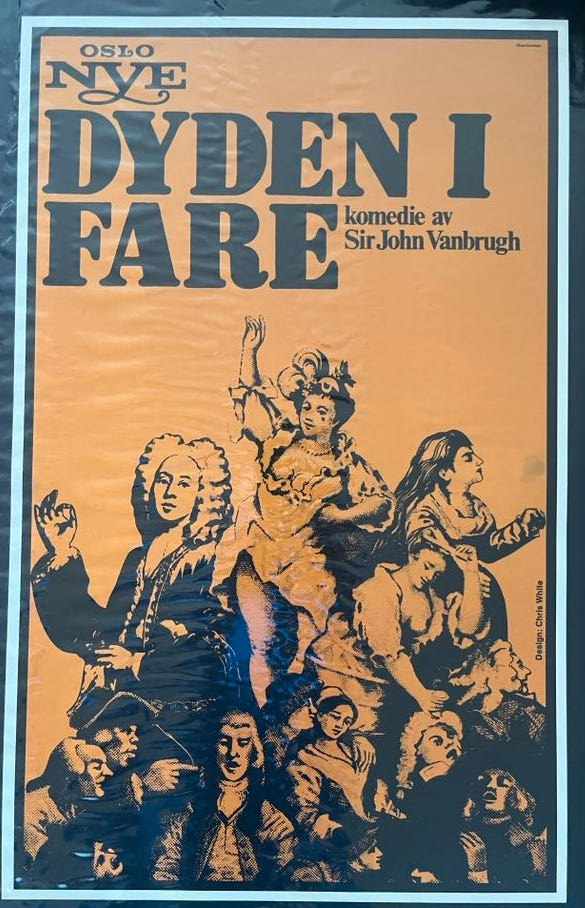 OSLO
NYE
DYDEN I
FARE
komedie av
Sir John Vanbrugh
Design: Chris White